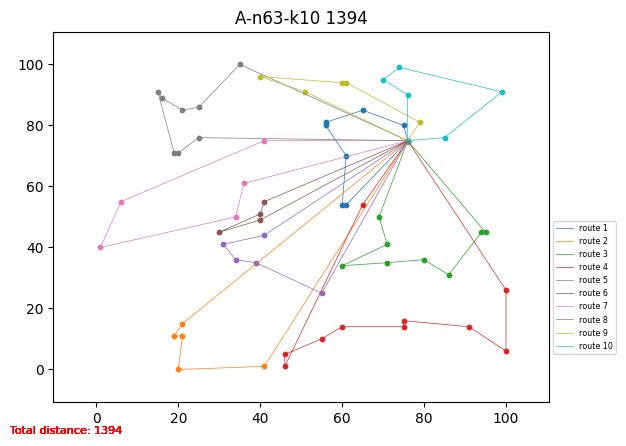 A-n63-k10 1394
100
80
60
40
20
0
0 20 40 60 80 100
route 1
route 2
route 3
route 4
route 5
route 6
route 7
route 8
route 9
route 10
Total distance: 1394